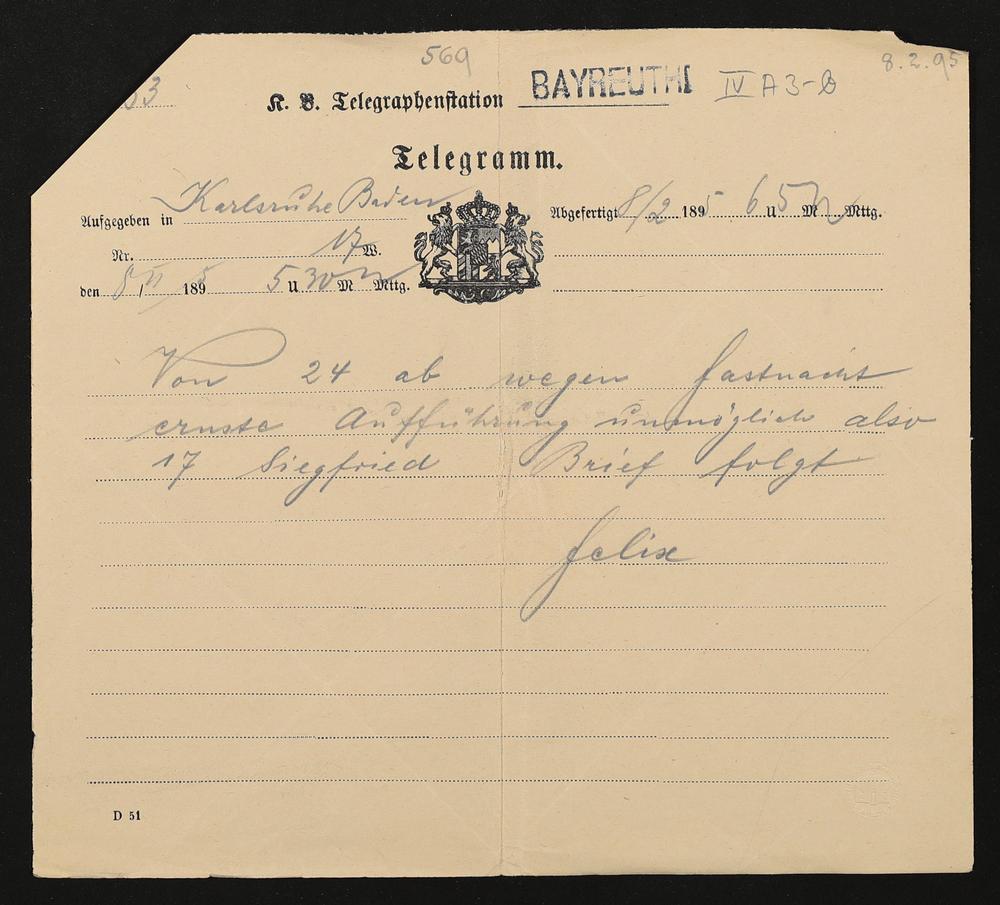 569
8.2.95
53
K. B. Telegraphenstation BAYREUTH I IV A 3-8
Telegramm.
Aufgegeben in Karlsruhe Baden
Abgefertigt 8/2 1895 6 U 5 M N Mttg.
Nr. 17 W.
den 8/II 1895 5 U 30 M N Mttg.
Von 24 ab wegen Fastnacht
ernste Aufführung unmöglich also
17 Siegfried Brief folgt
Felix
D 51